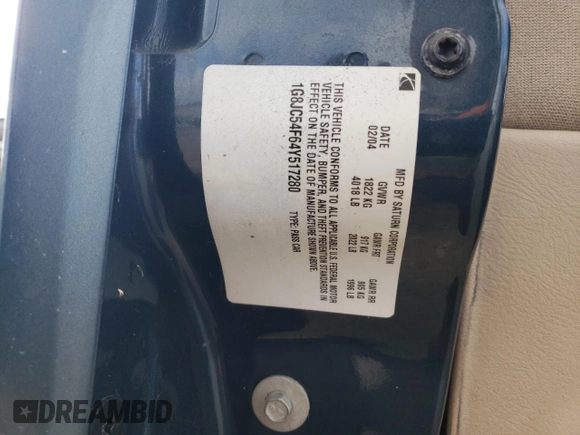 MFD BY SATURN CORPORATION
DATE GVWR GAWR FRT GAWR RR
02/04 1822 KG 917 KG 905 KG
4018 LB 2022 LB 1996 LB
THIS VEHICLE CONFORMS TO ALL APPLICABLE U.S. FEDERAL MOTOR
VEHICLE SAFETY, BUMPER, AND THEFT PREVENTION STANDARDS IN
EFFECT ON THE DATE OF MANUFACTURE SHOWN ABOVE.
1G8JC54F64Y517280 TYPE: PASS CAR
DREAMBID